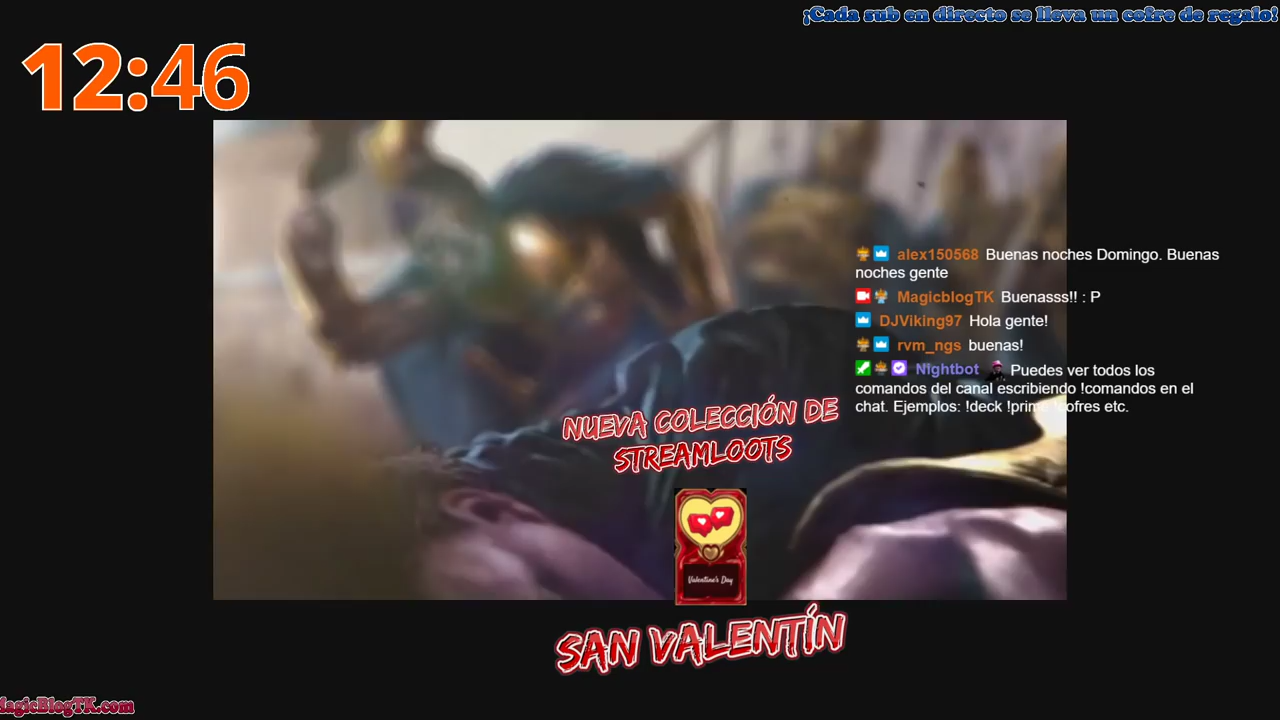 ¡Cada sub en directo se lleva un cofre de regalo!
12:46
alex150568 Buenas noches Domingo. Buenas
noches gente
MagicblogTK Buenasss!! : P
DJViking97 Hola gente!
rvm_ngs buenas!
Nightbot Puedes ver todos los
comandos del canal escribiendo !comandos en el
chat. Ejemplos: !deck !prime !cofres etc.
NUEVA COLECCIÓN DE
STREAMLOOTS
Valentine's Day
SAN VALENTÍN
MagicBlogTK.com